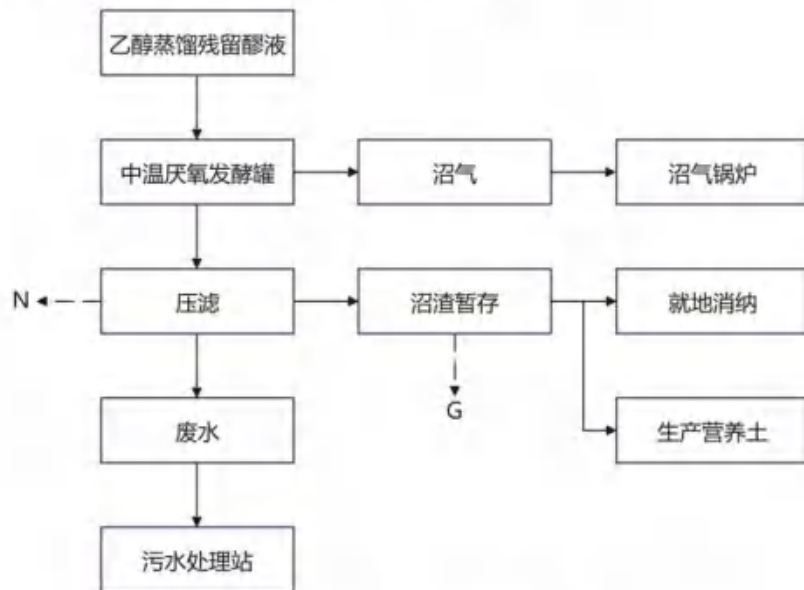 乙醇蒸馏残留醪液
中温厌氧发酵罐
沼气
沼气锅炉
N
压滤
沼渣暂存
就地消纳
G
废水
生产营养土
污水处理站